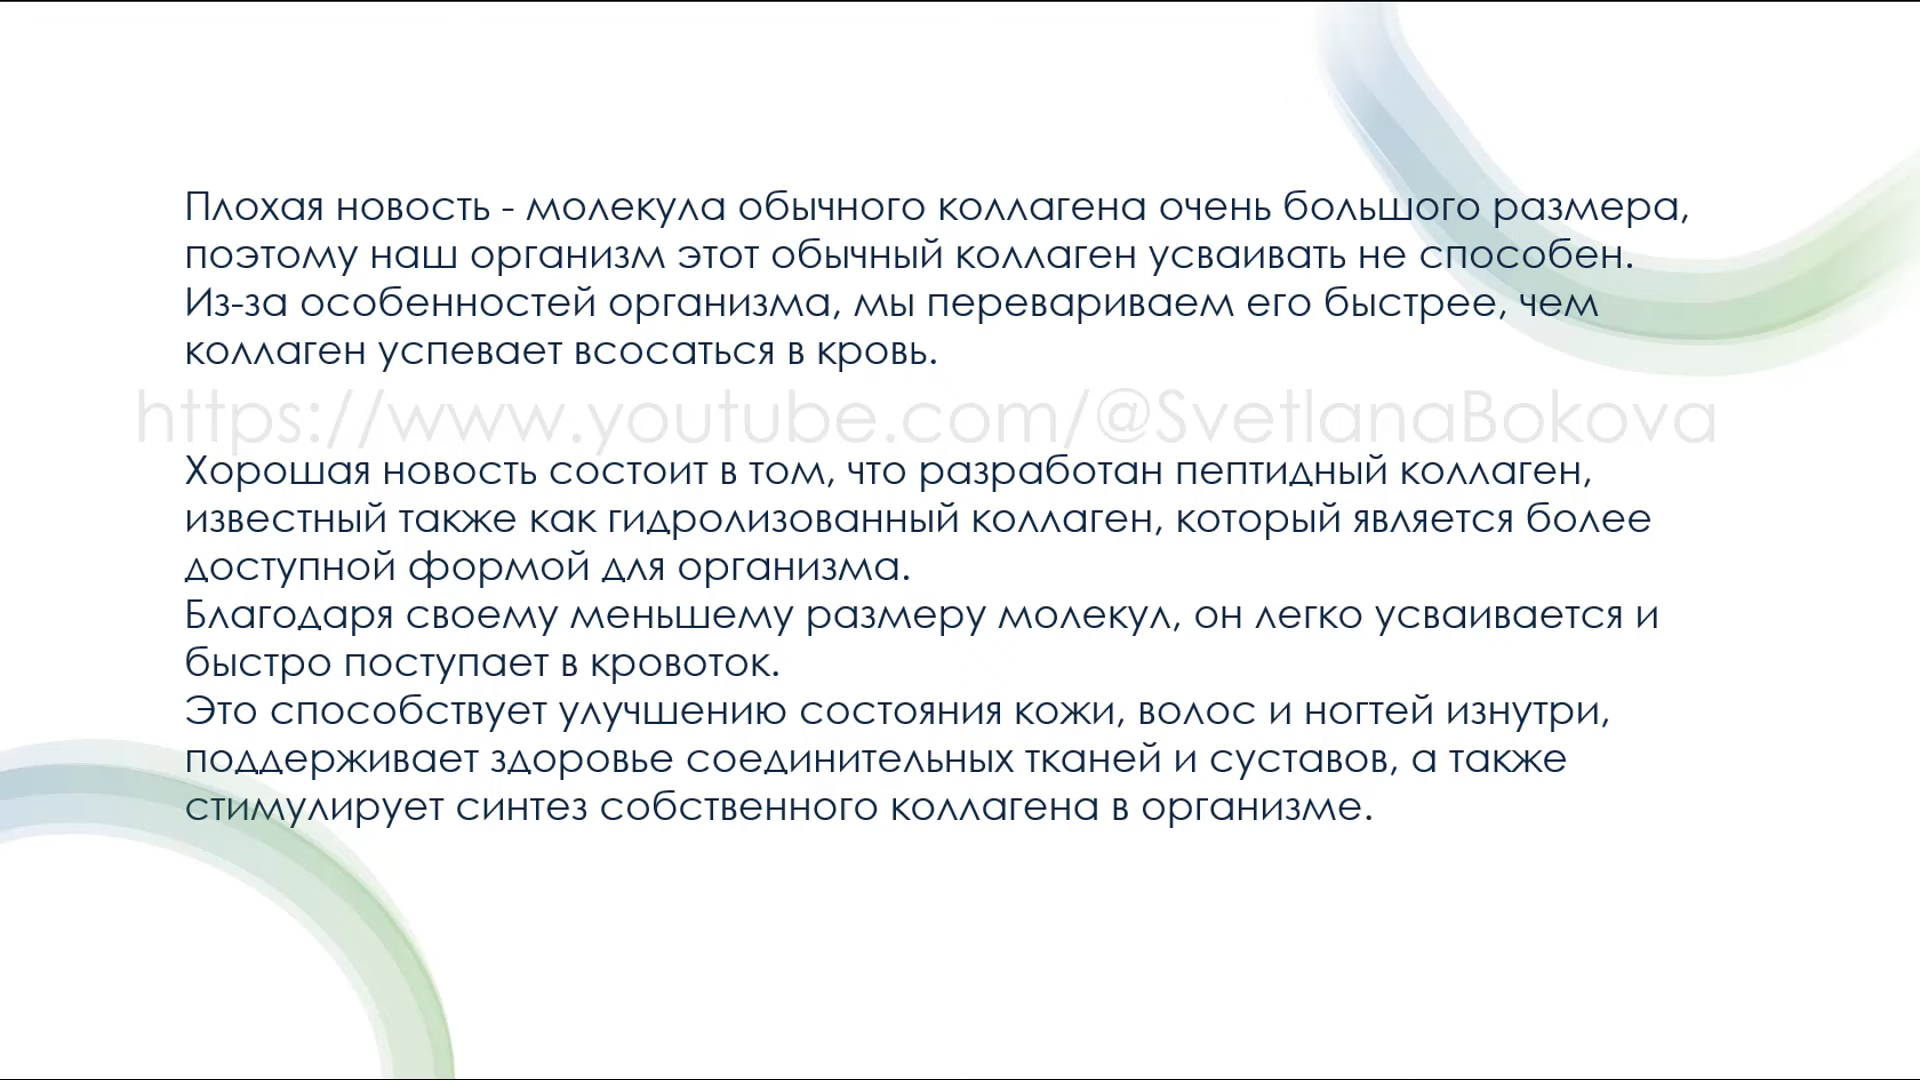 Плохая новость - молекула обычного коллагена очень большого размера,
поэтому наш организм этот обычный коллаген усваивать не способен.
Из-за особенностей организма, мы перевариваем его быстрее, чем
коллаген успевает всосаться в кровь.
https://www.youtube.com/@SvetlanaBokova
Хорошая новость состоит в том, что разработан пептидный коллаген,
известный также как гидролизованный коллаген, который является более
доступной формой для организма.
Благодаря своему меньшему размеру молекул, он легко усваивается и
быстро поступает в кровоток.
Это способствует улучшению состояния кожи, волос и ногтей изнутри,
поддерживает здоровье соединительных тканей и суставов, а также
стимулирует синтез собственного коллагена в организме.